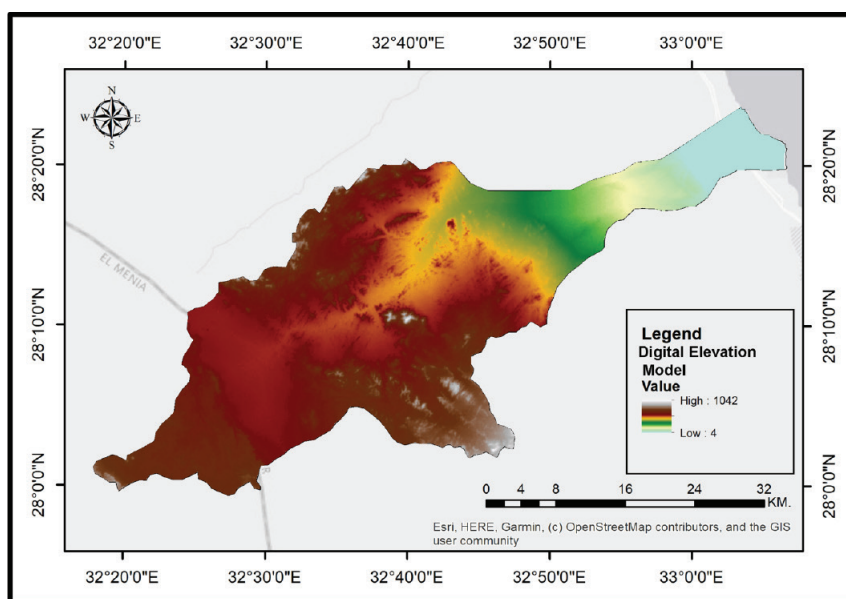 32°20'0"E 32°30'0"E 32°40'0"E 32°50'0"E 33°0'0"E
N
W E
S
28°20'0"N 28°20'0"N
EL MENIA
28°10'0"N 28°10'0"N
Legend
Digital Elevation
Model
Value
High : 1042
Low : 4
28°0'0"N 28°0'0"N
0 4 8 16 24 32
KM.
Esri, HERE, Garmin, (c) OpenStreetMap contributors, and the GIS
user community
32°20'0"E 32°30'0"E 32°40'0"E 32°50'0"E 33°0'0"E